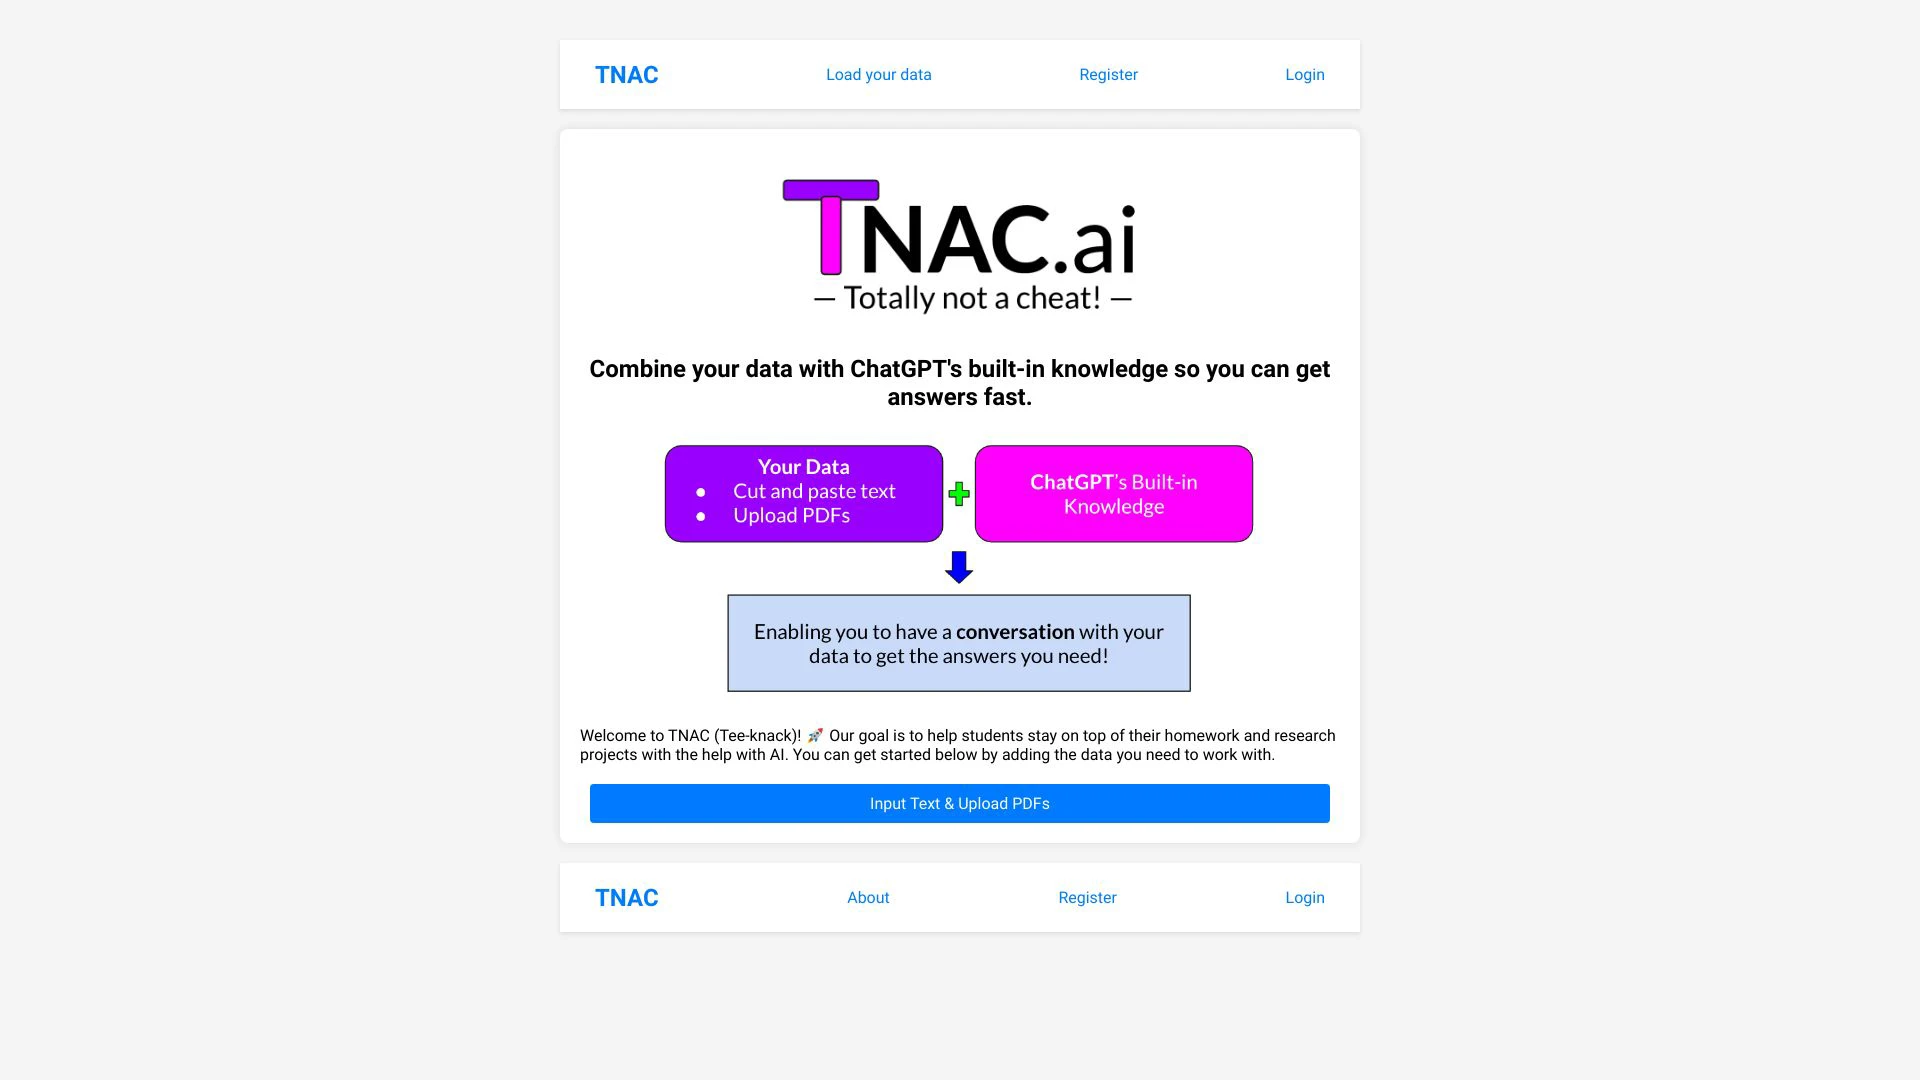 TNAC Load your data Register Login
TNAC.ai
— Totally not a cheat! —
Combine your data with ChatGPT's built-in knowledge so you can get
answers fast.
Your Data
● Cut and paste text
● Upload PDFs
ChatGPT's Built-in
Knowledge
Enabling you to have a conversation with your
data to get the answers you need!
Welcome to TNAC (Tee-knack)! 🚀 Our goal is to help students stay on top of their homework and research
projects with the help with AI. You can get started below by adding the data you need to work with.
Input Text & Upload PDFs
TNAC About Register Login